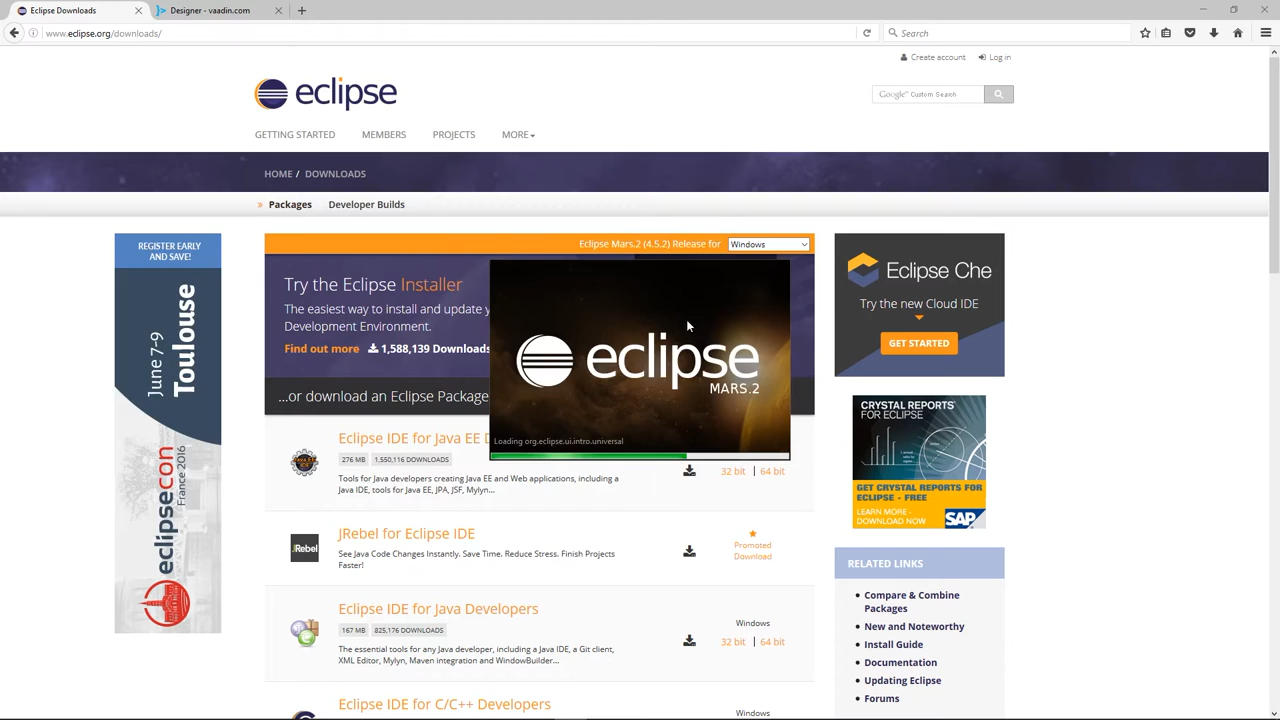 Eclipse Downloads
Designer - vaadin.com
www.eclipse.org/downloads/
Search
Create account
Log in
eclipse
Google Custom Search
GETTING STARTED
MEMBERS
PROJECTS
MORE
HOME / DOWNLOADS
Packages
Developer Builds
REGISTER EARLY
AND SAVE!
June 7-9
Toulouse
eclipsecon
France 2016
Eclipse Mars.2 (4.5.2) Release for
Windows
Try the Eclipse Installer
The easiest way to install and update y
Development Environment.
Find out more
1,588,139 Downloads
...or download an Eclipse Package
eclipse
MARS.2
Loading org.eclipse.ui.intro.universal
Eclipse IDE for Java EE D
276 MB
1,550,116 DOWNLOADS
Tools for Java developers creating Java EE and Web applications, including a
Java IDE, tools for Java EE, JPA, JSF, Mylyn...
32 bit
64 bit
JRebel
JRebel for Eclipse IDE
See Java Code Changes Instantly. Save Time. Reduce Stress. Finish Projects
Faster!
Promoted
Download
Eclipse IDE for Java Developers
167 MB
825,176 DOWNLOADS
The essential tools for any Java developer, including a Java IDE, a Git client,
XML Editor, Mylyn, Maven integration and WindowBuilder...
Windows
32 bit
64 bit
Eclipse IDE for C/C++ Developers
Windows
Eclipse Che
Try the new Cloud IDE
GET STARTED
CRYSTAL REPORTS®
FOR ECLIPSE
GET CRYSTAL REPORTS FOR
ECLIPSE - FREE
LEARN MORE -
DOWNLOAD NOW
SAP
RELATED LINKS
Compare & Combine
Packages
New and Noteworthy
Install Guide
Documentation
Updating Eclipse
Forums